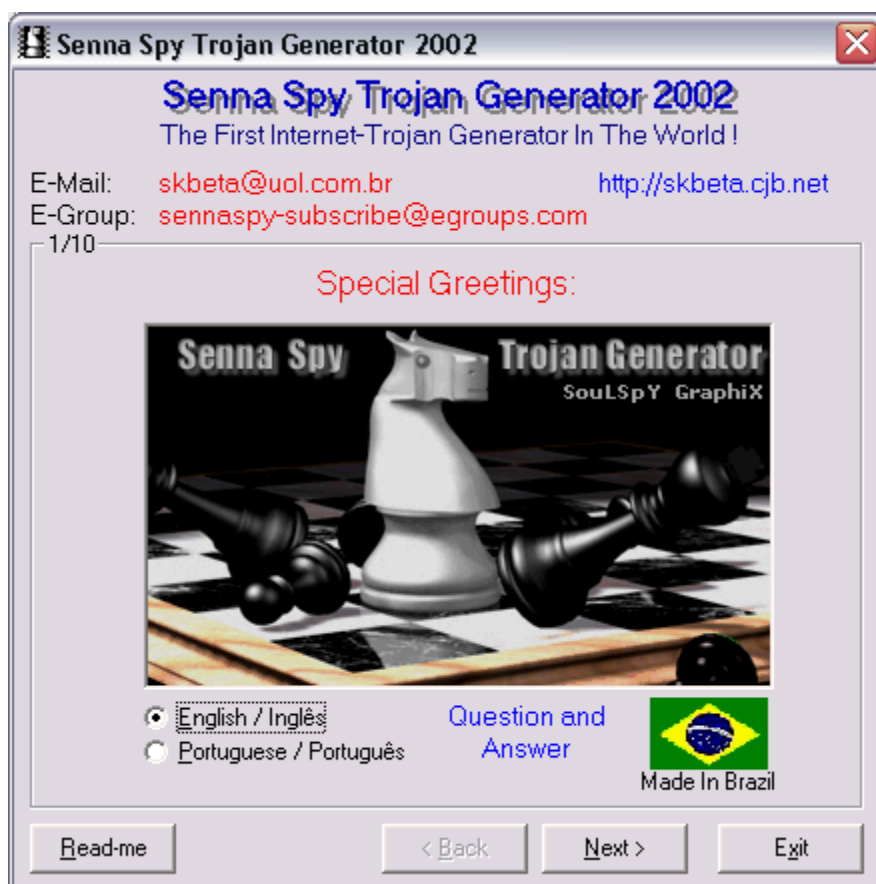 Senna Spy Trojan Generator 2002
Senna Spy Trojan Generator 2002
The First Internet-Trojan Generator In The World !
E-Mail: skbeta@uol.com.br http://skbeta.cjb.net
E-Group: sennaspy-subscribe@egroups.com
1/10
Special Greetings:
Senna Spy Trojan Generator
SouLSpY GraphiX
English / Inglês
Portuguese / Português
Question and
Answer
Made In Brazil
Read-me < Back Next > Exit